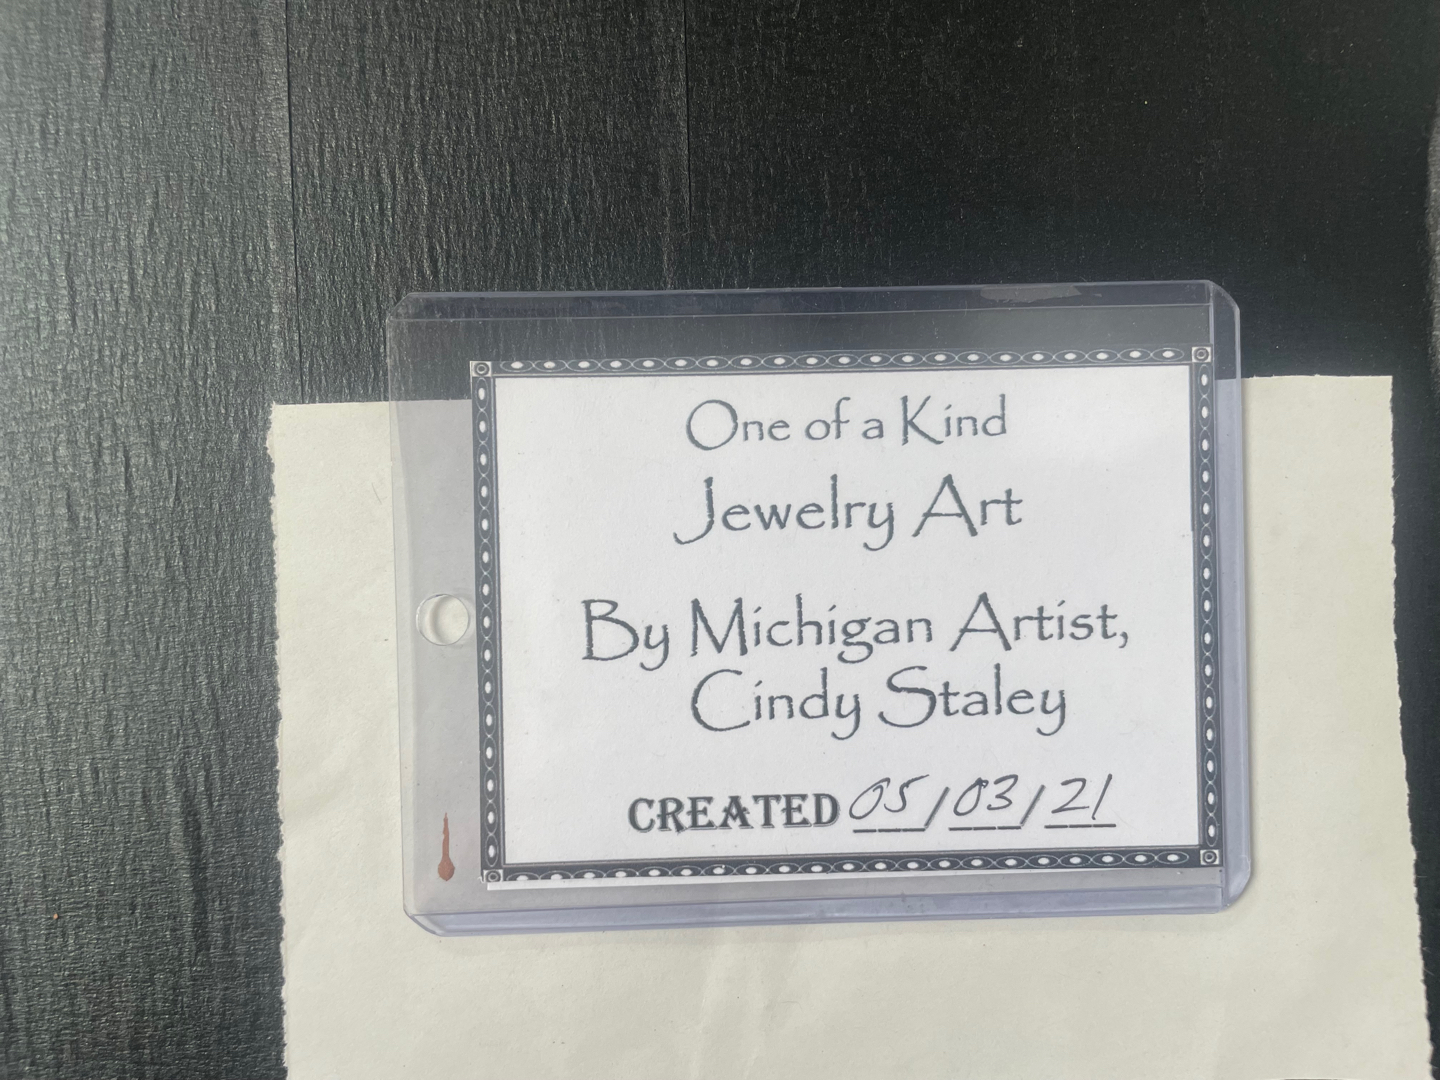 One of a Kind
Jewelry Art
By Michigan Artist,
Cindy Staley
CREATED 05/03/21